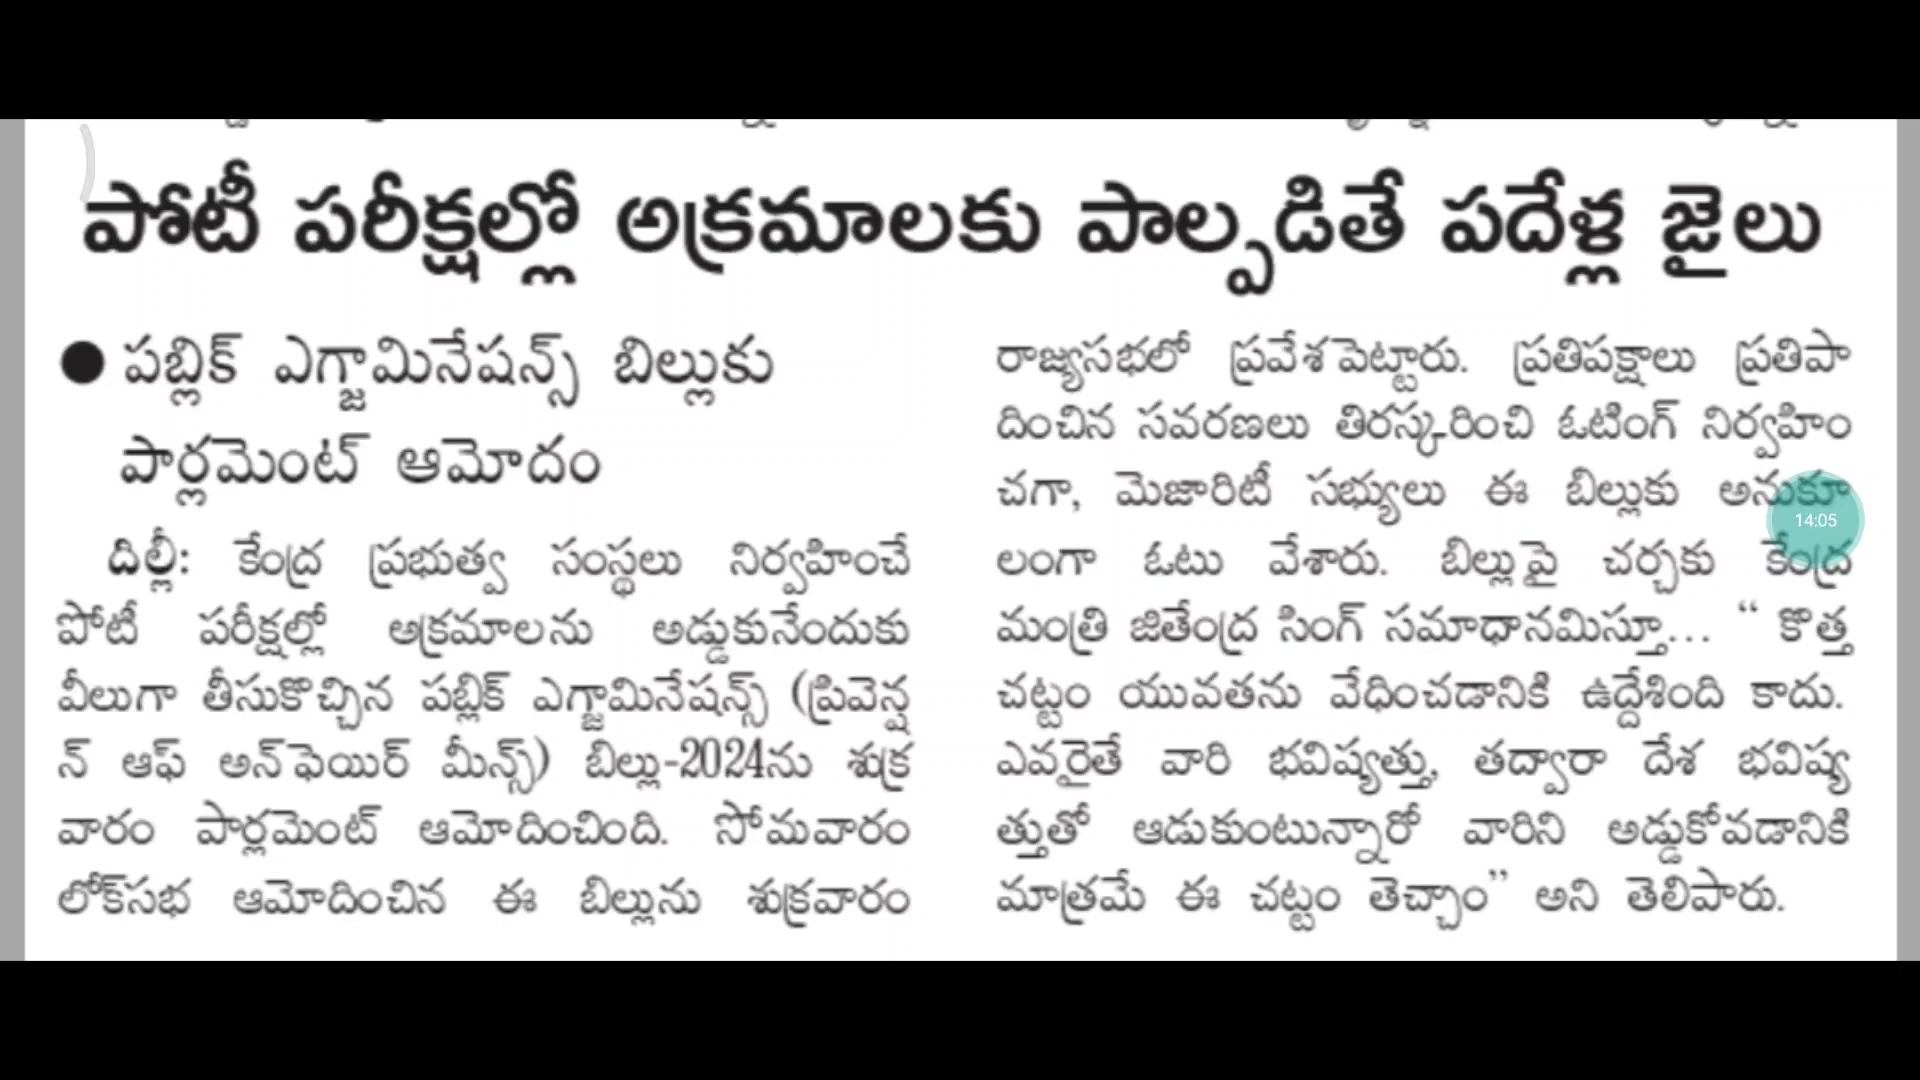 పోటీ పరీక్షల్లో అక్రమాలకు పాల్పడితే పదేళ్ల జైలు
● పబ్లిక్ ఎగ్జామినేషన్స్ బిల్లుకు
పార్లమెంట్ ఆమోదం
దిల్లీ: కేంద్ర ప్రభుత్వ సంస్థలు నిర్వహించే
పోటీ పరీక్షల్లో అక్రమాలను అడ్డుకునేందుకు
వీలుగా తీసుకొచ్చిన పబ్లిక్ ఎగ్జామినేషన్స్ (ప్రివెన్ష
న్ ఆఫ్ అన్‌ఫెయిర్ మీన్స్) బిల్లు-2024ను శుక్ర
వారం పార్లమెంట్ ఆమోదించింది. సోమవారం
లోక్‌సభ ఆమోదించిన ఈ బిల్లును శుక్రవారం
రాజ్యసభలో ప్రవేశపెట్టారు. ప్రతిపక్షాలు ప్రతిపా
దించిన సవరణలు తిరస్కరించి ఓటింగ్ నిర్వహిం
చగా, మెజారిటీ సభ్యులు ఈ బిల్లుకు అనుకూ
లంగా ఓటు వేశారు. బిల్లుపై చర్చకు కేంద్ర
మంత్రి జితేంద్ర సింగ్ సమాధానమిస్తూ... “ కొత్త
చట్టం యువతను వేధించడానికి ఉద్దేశింది కాదు.
ఎవరైతే వారి భవిష్యత్తు, తద్వారా దేశ భవిష్య
త్తుతో ఆడుకుంటున్నారో వారిని అడ్డుకోవడానికి
మాత్రమే ఈ చట్టం తెచ్చాం” అని తెలిపారు.
14:05